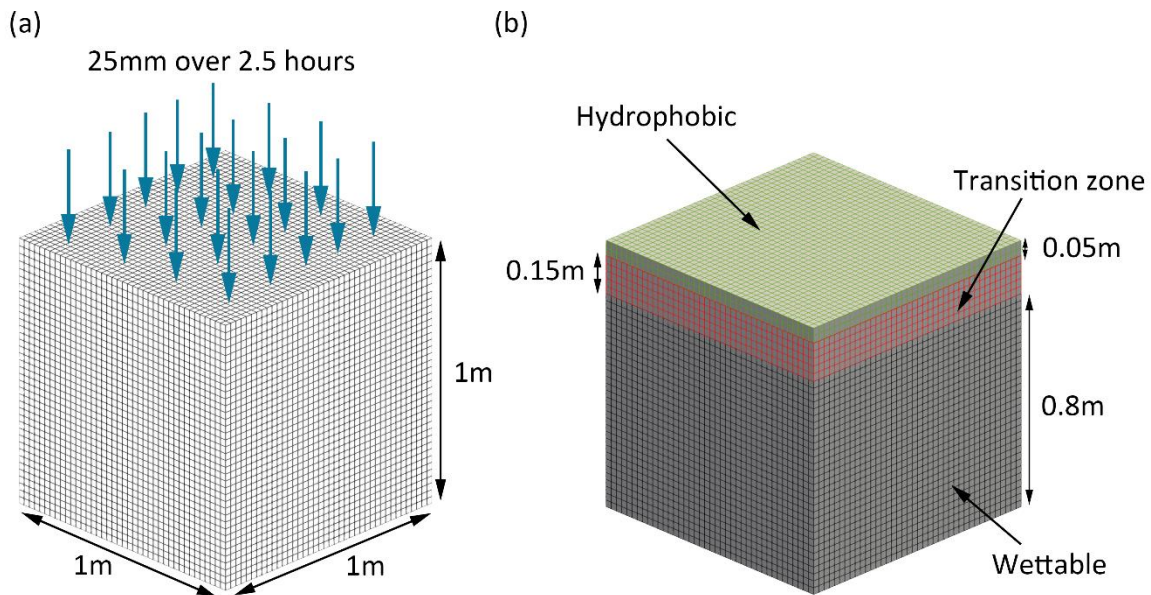 (a)
25mm over 2.5 hours
1m
1m
1m
(b)
Hydrophobic
Transition zone
0.05m
0.15m
0.8m
Wettable